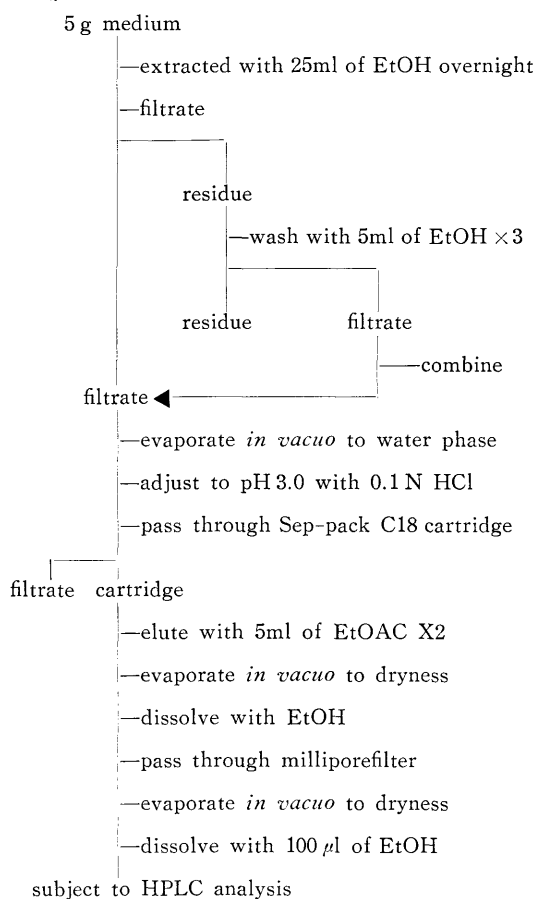 5 g medium
extracted with 25ml of EtOH overnight
filtrate
residue
wash with 5ml of EtOH ×3
residue filtrate
combine
filtrate
evaporate in vacuo to water phase
adjust to pH 3.0 with 0.1 N HCl
pass through Sep-pack C18 cartridge
filtrate cartridge
elute with 5ml of EtOAC X2
evaporate in vacuo to dryness
dissolve with EtOH
pass through milliporefilter
evaporate in vacuo to dryness
dissolve with 100 μl of EtOH
subject to HPLC analysis